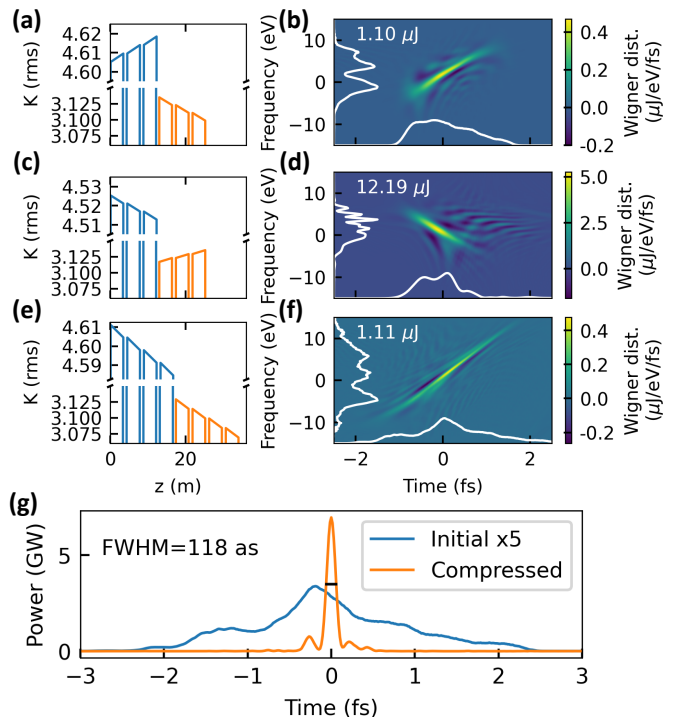 (a)
K (rms)
4.62
4.61
4.60
3.125
3.100
3.075
(b)
Frequency (eV)
10
0
−10
1.10 μJ
0.4
0.2
0.0
-0.2
Wigner dist.
(μJ/eV/fs)
(c)
K (rms)
4.53
4.52
4.51
3.125
3.100
3.075
(d)
Frequency (eV)
10
0
−10
12.19 μJ
5.0
2.5
0.0
Wigner dist.
(μJ/eV/fs)
(e)
K (rms)
4.61
4.60
4.59
3.125
3.100
3.075
0 20
z (m)
(f)
Frequency (eV)
10
0
−10
1.11 μJ
−2 0 2
Time (fs)
0.4
0.2
0.0
-0.2
Wigner dist.
(μJ/eV/fs)
(g)
Power (GW)
5
0
FWHM=118 as
Initial x5
Compressed
−3 −2 −1 0 1 2 3
Time (fs)